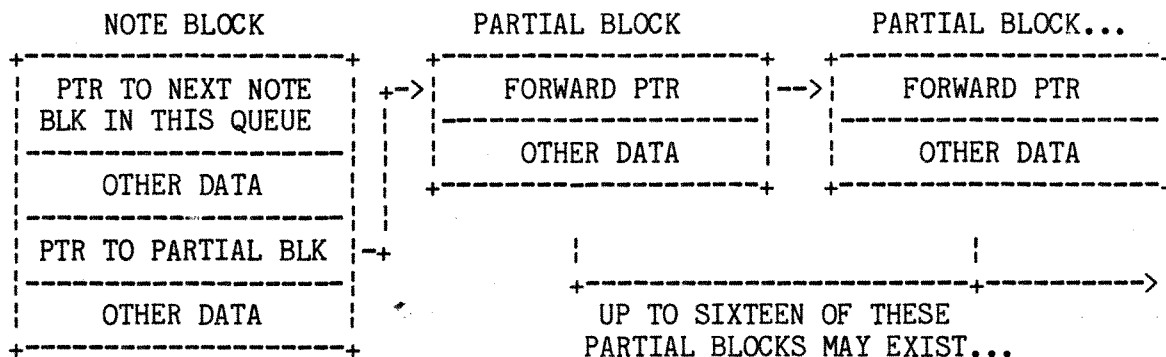 NOTE BLOCK PARTIAL BLOCK PARTIAL BLOCK...
PTR TO NEXT NOTE FORWARD PTR FORWARD PTR
BLK IN THIS QUEUE
OTHER DATA OTHER DATA
OTHER DATA
PTR TO PARTIAL BLK
OTHER DATA
UP TO SIXTEEN OF THESE
PARTIAL BLOCKS MAY EXIST...